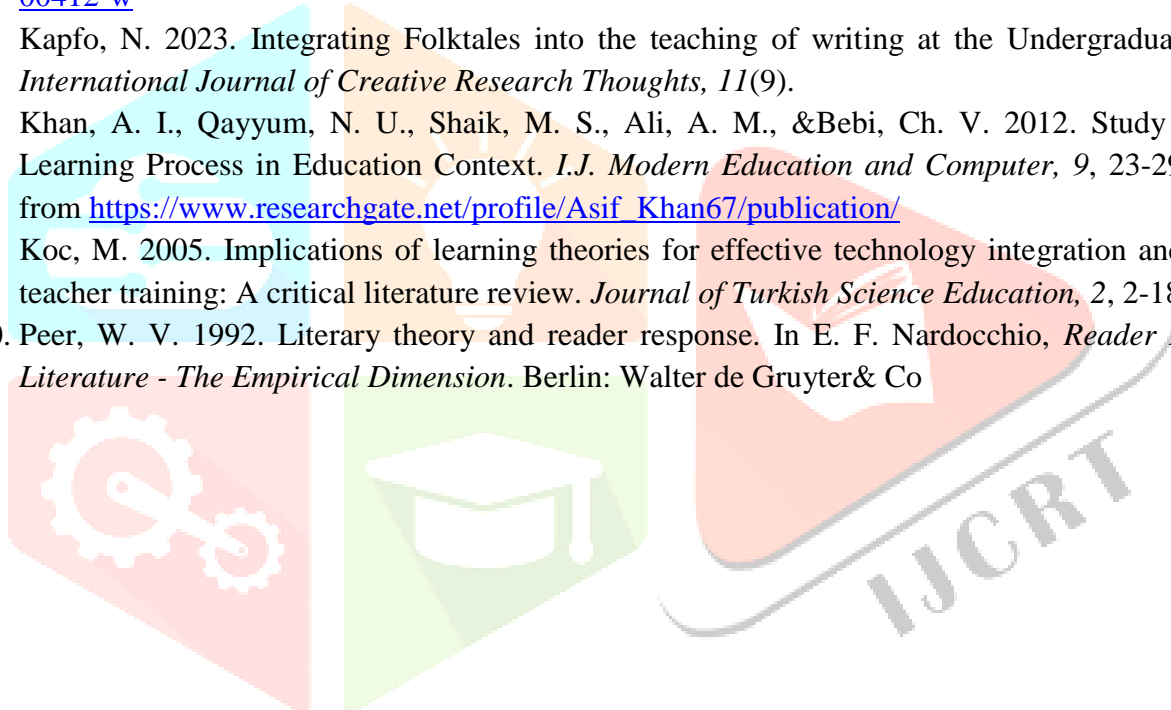 00412-w
Kapfo, N. 2023. Integrating Folktales into the teaching of writing at the
International Journal of Creative Research Thoughts, 11(9).
Khan, A. I., Qayyum, N. U., Shaik, M. S., Ali, A. M., &Bebi, Ch. V. 2012. Study
Learning Process in Education Context. I.J. Modern Education and Computer, 9, 23-29
from https://www.researchgate.net/profile/Asif_Khan67/publication/
Koc, M. 2005. Implications of learning theories for effective technology integration and
teacher training: A critical literature review. Journal of Turkish Science Education, 2, 2-18
Peer, W. V. 1992. Literary theory and reader response. In E. F. Nardocchio, Reader
Literature - The Empirical Dimension. Berlin: Walter de Gruyter& Co
IJCRT